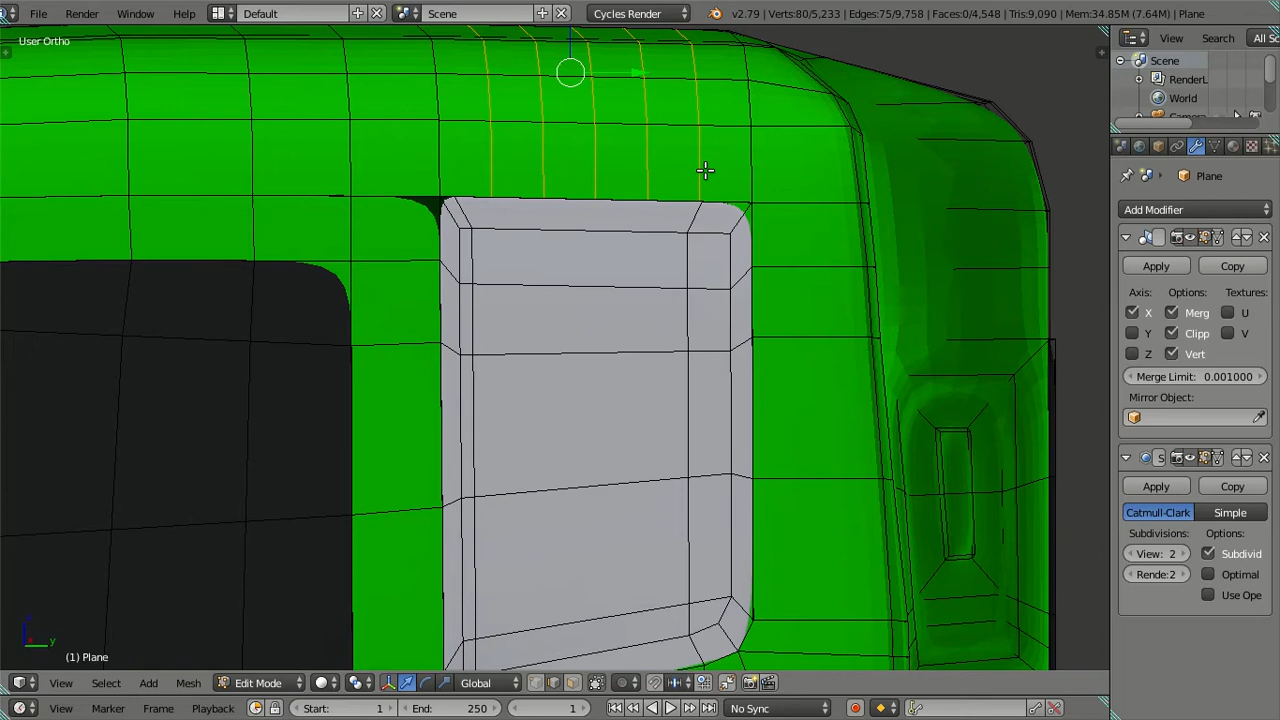 File Render Window Help Default Scene Cycles Render v2.79 | Verts:80/5,233 | Edges:75/9,758 | Faces:0/4,548 | Tris:9,090 | Mem:34.85M (7.64M) | Plane
User Ortho
View Search All Sc
Scene
RenderL
World
Plane
Add Modifier
Apply Copy
Axis: Options: Textures:
X Merg U
Y Clipp V
Z Vert
Merge Limit: 0.001000
Mirror Object:
S
Apply Copy
Catmull-Clark Simple
Subdivisions: Options:
View: 2 Subdivid
Rende:2 Optimal
Use Ope
z
x y
(1) Plane
View Select Add Mesh Edit Mode Global
View Marker Frame Playback Start: 1 End: 250 1 No Sync